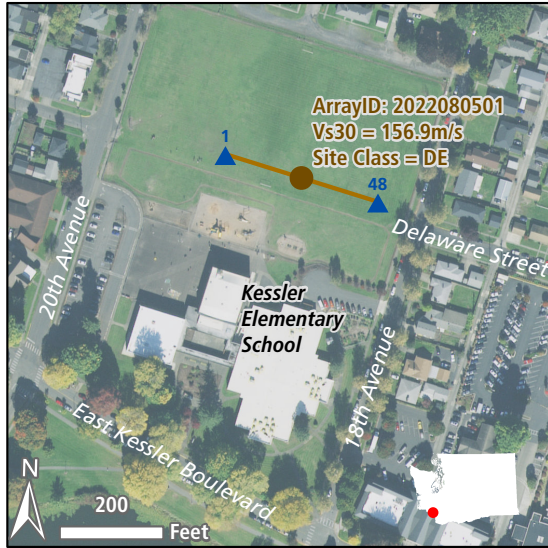 ArrayID: 2022080501
Vs30 = 156.9m/s
Site Class = DE
1
48
Delaware Street
20th Avenue
Kessler
Elementary
School
18th Avenue
East Kessler Boulevard
N
200
Feet